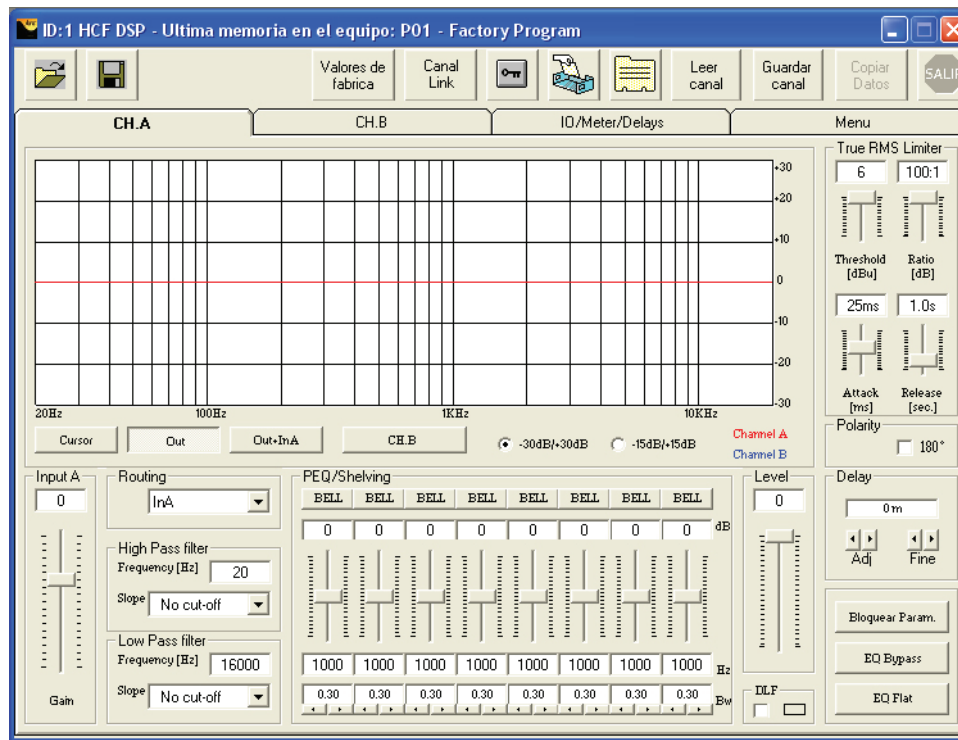 ID:1 HCF DSP - Ultima memoria en el equipo: P01 - Factory Program
Valores de fabrica
Canal Link
Leer canal
Guardar canal
Copiar Datos
SALIR
CH.A
CH.B
IO/Meter/Delays
Menu
+30
+20
+10
0
-10
-20
-30
20Hz
100Hz
1KHz
10KHz
Cursor
Out
Out+InA
CH.B
-30dB/+30dB
-15dB/+15dB
Channel A
Channel B
True RMS Limiter
6
100:1
Threshold [dBu]
Ratio [dB]
25ms
1.0s
Attack [ms]
Release [sec.]
Polarity
180°
Input A
0
Gain
Routing
InA
High Pass filter
Frequency [Hz]
20
Slope
No cut-off
Low Pass filter
Frequency [Hz]
16000
Slope
No cut-off
PEQ/Shelving
BELL BELL BELL BELL BELL BELL BELL BELL
0 0 0 0 0 0 0 0 dB
1000 1000 1000 1000 1000 1000 1000 1000 Hz
0.30 0.30 0.30 0.30 0.30 0.30 0.30 0.30 Bw
Level
0
DLF
Delay
0m
Adj
Fine
Bloquear Param.
EQ Bypass
EQ Flat